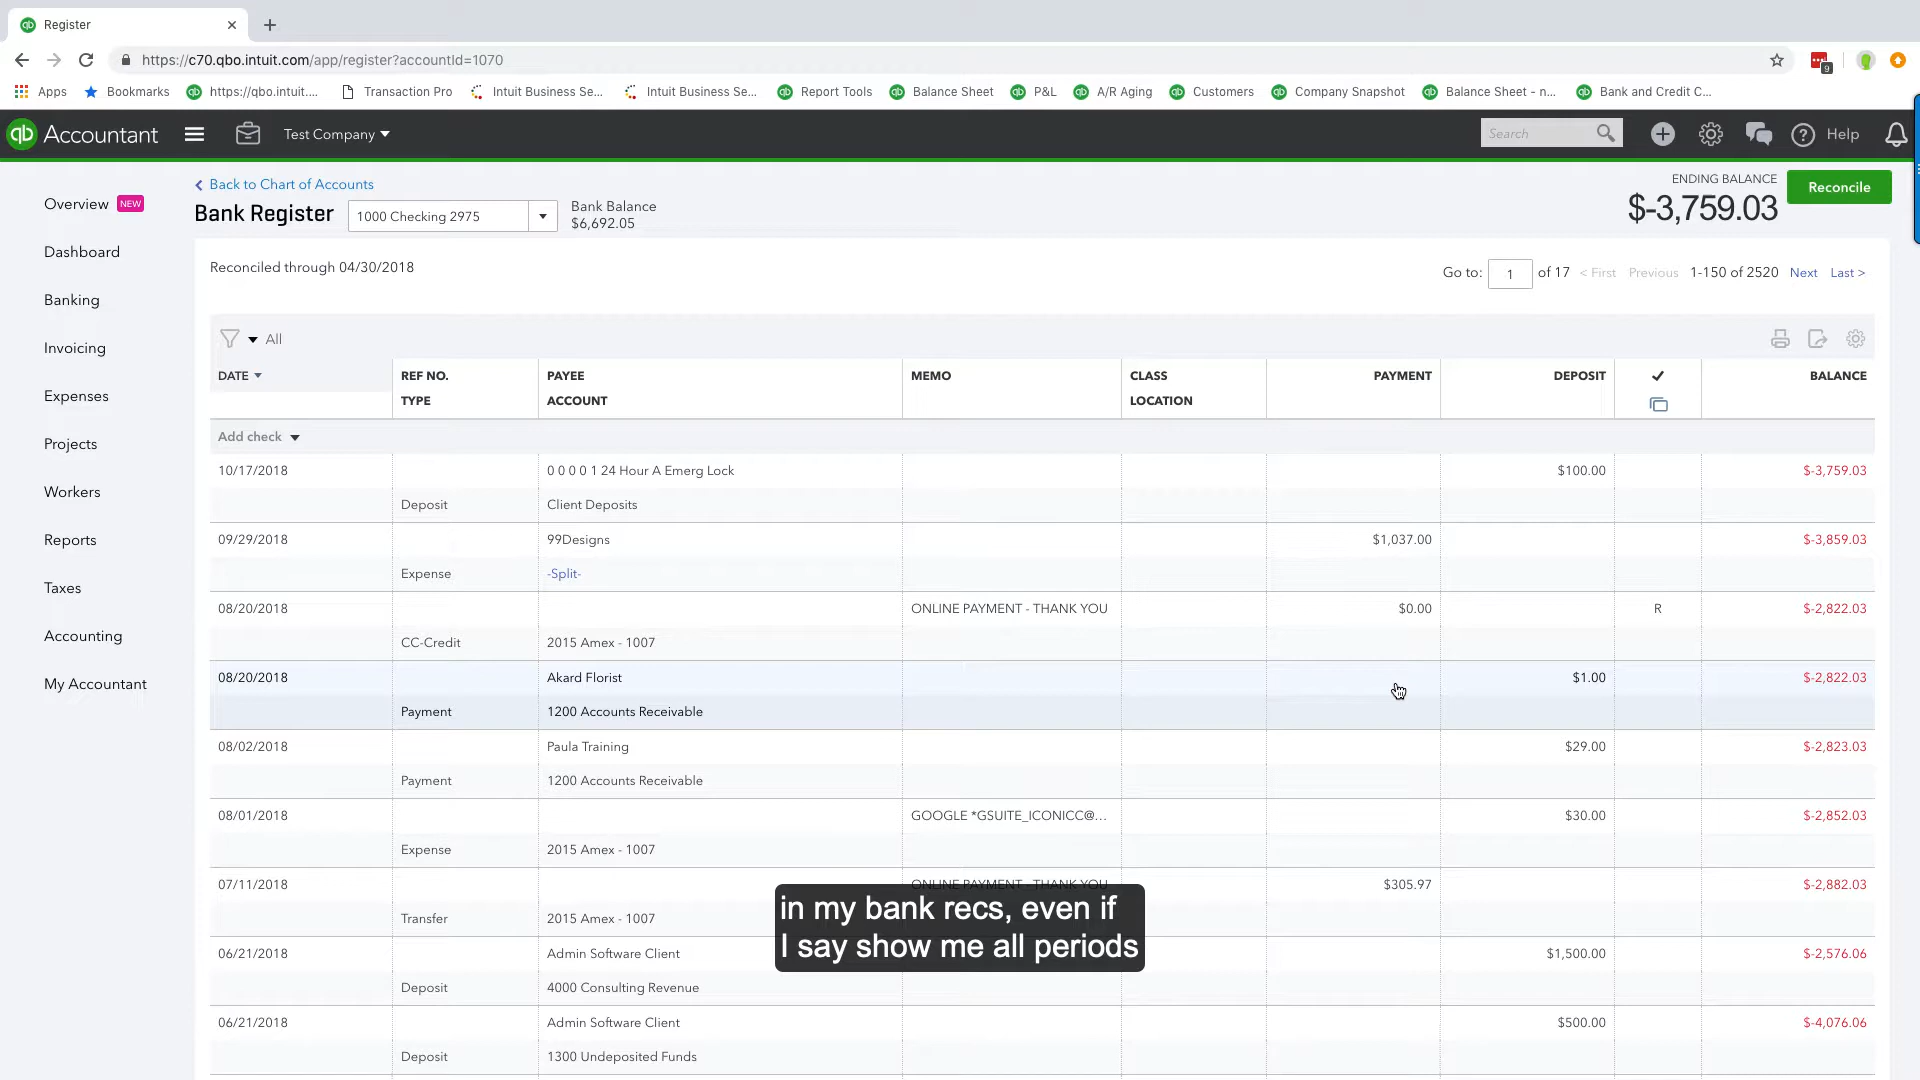 Register
https://c70.qbo.intuit.com/app/register?accountId=1070
9
Apps Bookmarks https://qbo.intuit.... Transaction Pro Intuit Business Se... Intuit Business Se... Report Tools Balance Sheet P&L A/R Aging Customers Company Snapshot Balance Sheet - n... Bank and Credit C...
qb Accountant Test Company Search Help
Overview NEW
Dashboard
Banking
Invoicing
Expenses
Projects
Workers
Reports
Taxes
Accounting
My Accountant
Back to Chart of Accounts
Bank Register 1000 Checking 2975
Bank Balance
$6,692.05
ENDING BALANCE
$-3,759.03
Reconcile
Reconciled through 04/30/2018
Go to: 1 of 17 < First Previous 1-150 of 2520 Next Last >
All
DATE REF NO. PAYEE MEMO CLASS PAYMENT DEPOSIT ✓ BALANCE
TYPE ACCOUNT LOCATION
Add check
10/17/2018 0 0 0 0 1 24 Hour A Emerg Lock $100.00 $-3,759.03
Deposit Client Deposits
09/29/2018 99Designs $1,037.00 $-3,859.03
Expense -Split-
08/20/2018 ONLINE PAYMENT - THANK YOU $0.00 R $-2,822.03
CC-Credit 2015 Amex - 1007
08/20/2018 Akard Florist $1.00 $-2,822.03
Payment 1200 Accounts Receivable
08/02/2018 Paula Training $29.00 $-2,823.03
Payment 1200 Accounts Receivable
08/01/2018 GOOGLE *GSUITE_ICONICC@... $30.00 $-2,852.03
Expense 2015 Amex - 1007
07/11/2018 ONLINE PAYMENT - THANK YOU $305.97 $-2,882.03
Transfer 2015 Amex - 1007
06/21/2018 Admin Software Client $1,500.00 $-2,576.06
Deposit 4000 Consulting Revenue
06/21/2018 Admin Software Client $500.00 $-4,076.06
Deposit 1300 Undeposited Funds
in my bank recs, even if
I say show me all periods